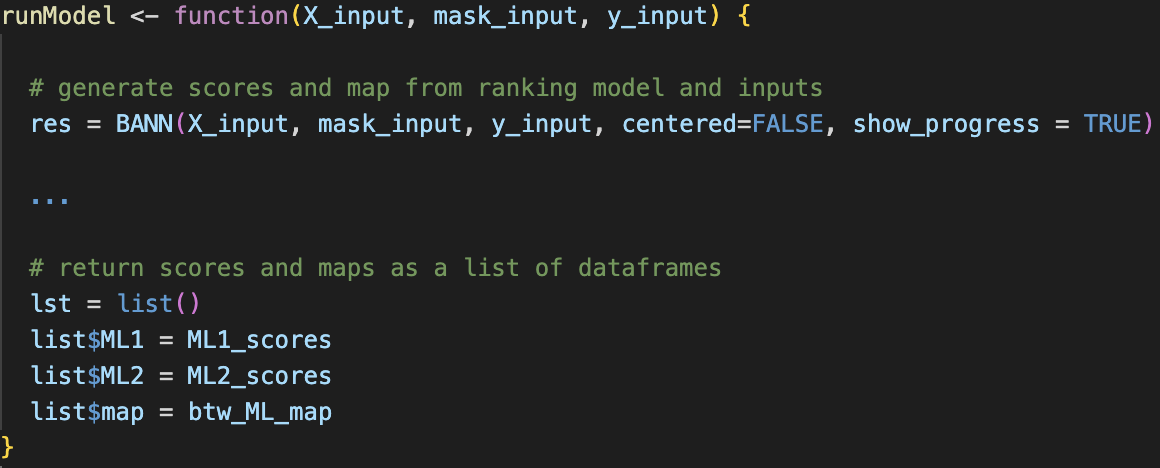 runModel <- function(X_input, mask_input, y_input) {
# generate scores and map from ranking model and inputs
res = BANN(X_input, mask_input, y_input, centered=FALSE, show_progress = TRUE)
...
# return scores and maps as a list of dataframes
lst = list()
list$ML1 = ML1_scores
list$ML2 = ML2_scores
list$map = btw_ML_map
}